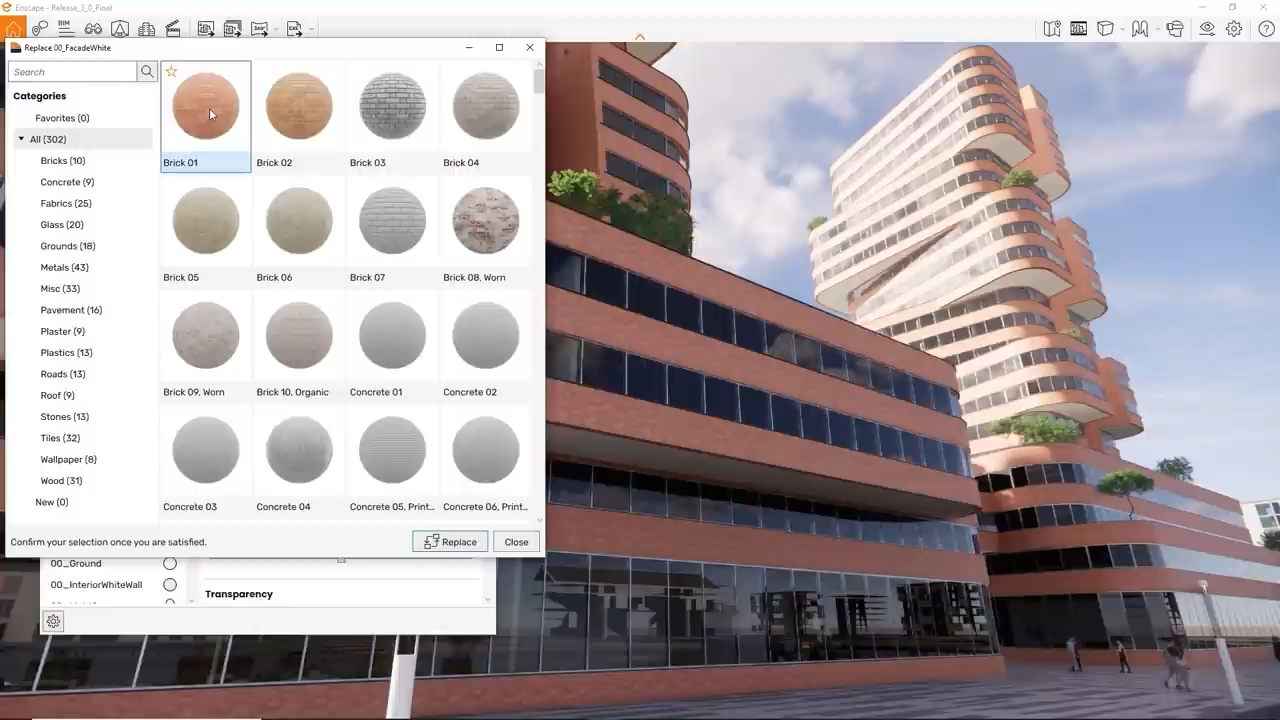 Enscape - Release_3_0_Final
BIM
360°
EXE
Replace 00_FacadeWhite
Search
Categories
Favorites (0)
All (302)
Bricks (10)
Concrete (9)
Fabrics (25)
Glass (20)
Grounds (18)
Metals (43)
Misc (33)
Pavement (16)
Plaster (9)
Plastics (13)
Roads (13)
Roof (9)
Stones (13)
Tiles (32)
Wallpaper (8)
Wood (31)
New (0)
Brick 01
Brick 02
Brick 03
Brick 04
Brick 05
Brick 06
Brick 07
Brick 08, Worn
Brick 09, Worn
Brick 10, Organic
Concrete 01
Concrete 02
Concrete 03
Concrete 04
Concrete 05, Print...
Concrete 06, Print...
Confirm your selection once you are satisfied.
Replace
Close
00_Ground
00_InteriorWhiteWall
Transparency